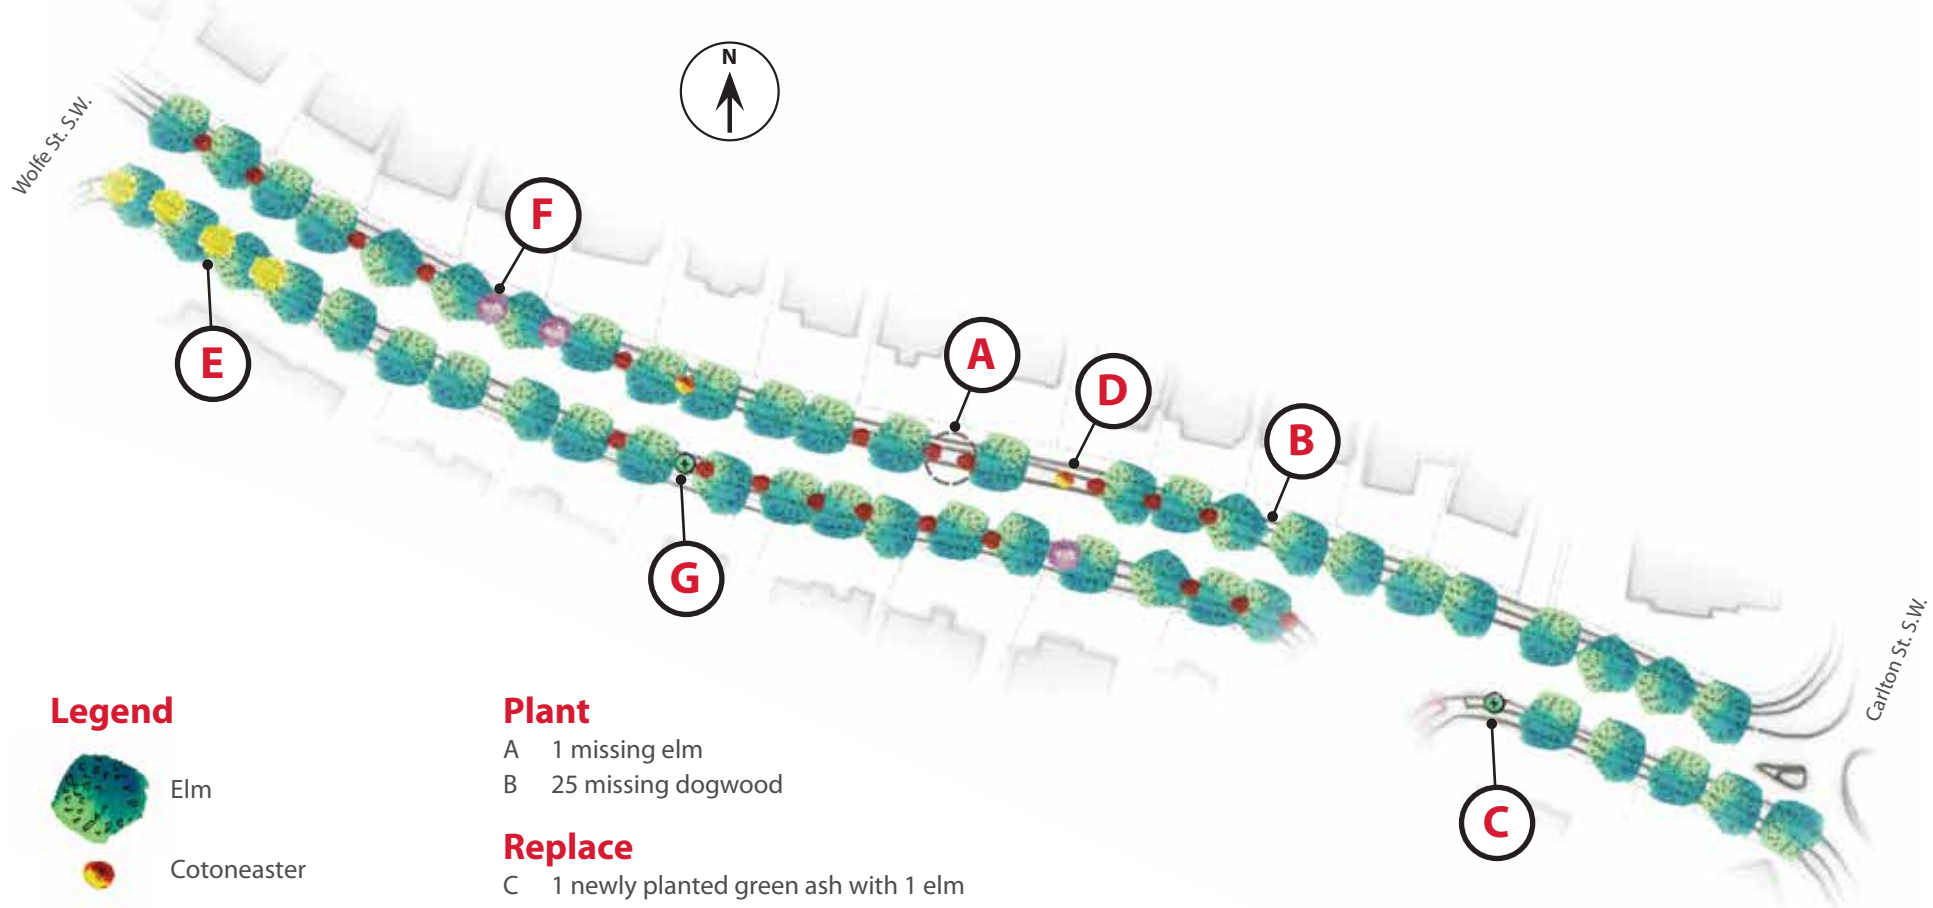 N
Wolfe St. S.W.
F
A
D
B
E
G
C
Carlton St. S.W.
Legend
Elm
Cotoneaster
Plant
A 1 missing elm
B 25 missing dogwood
Replace
C 1 newly planted green ash with 1 elm